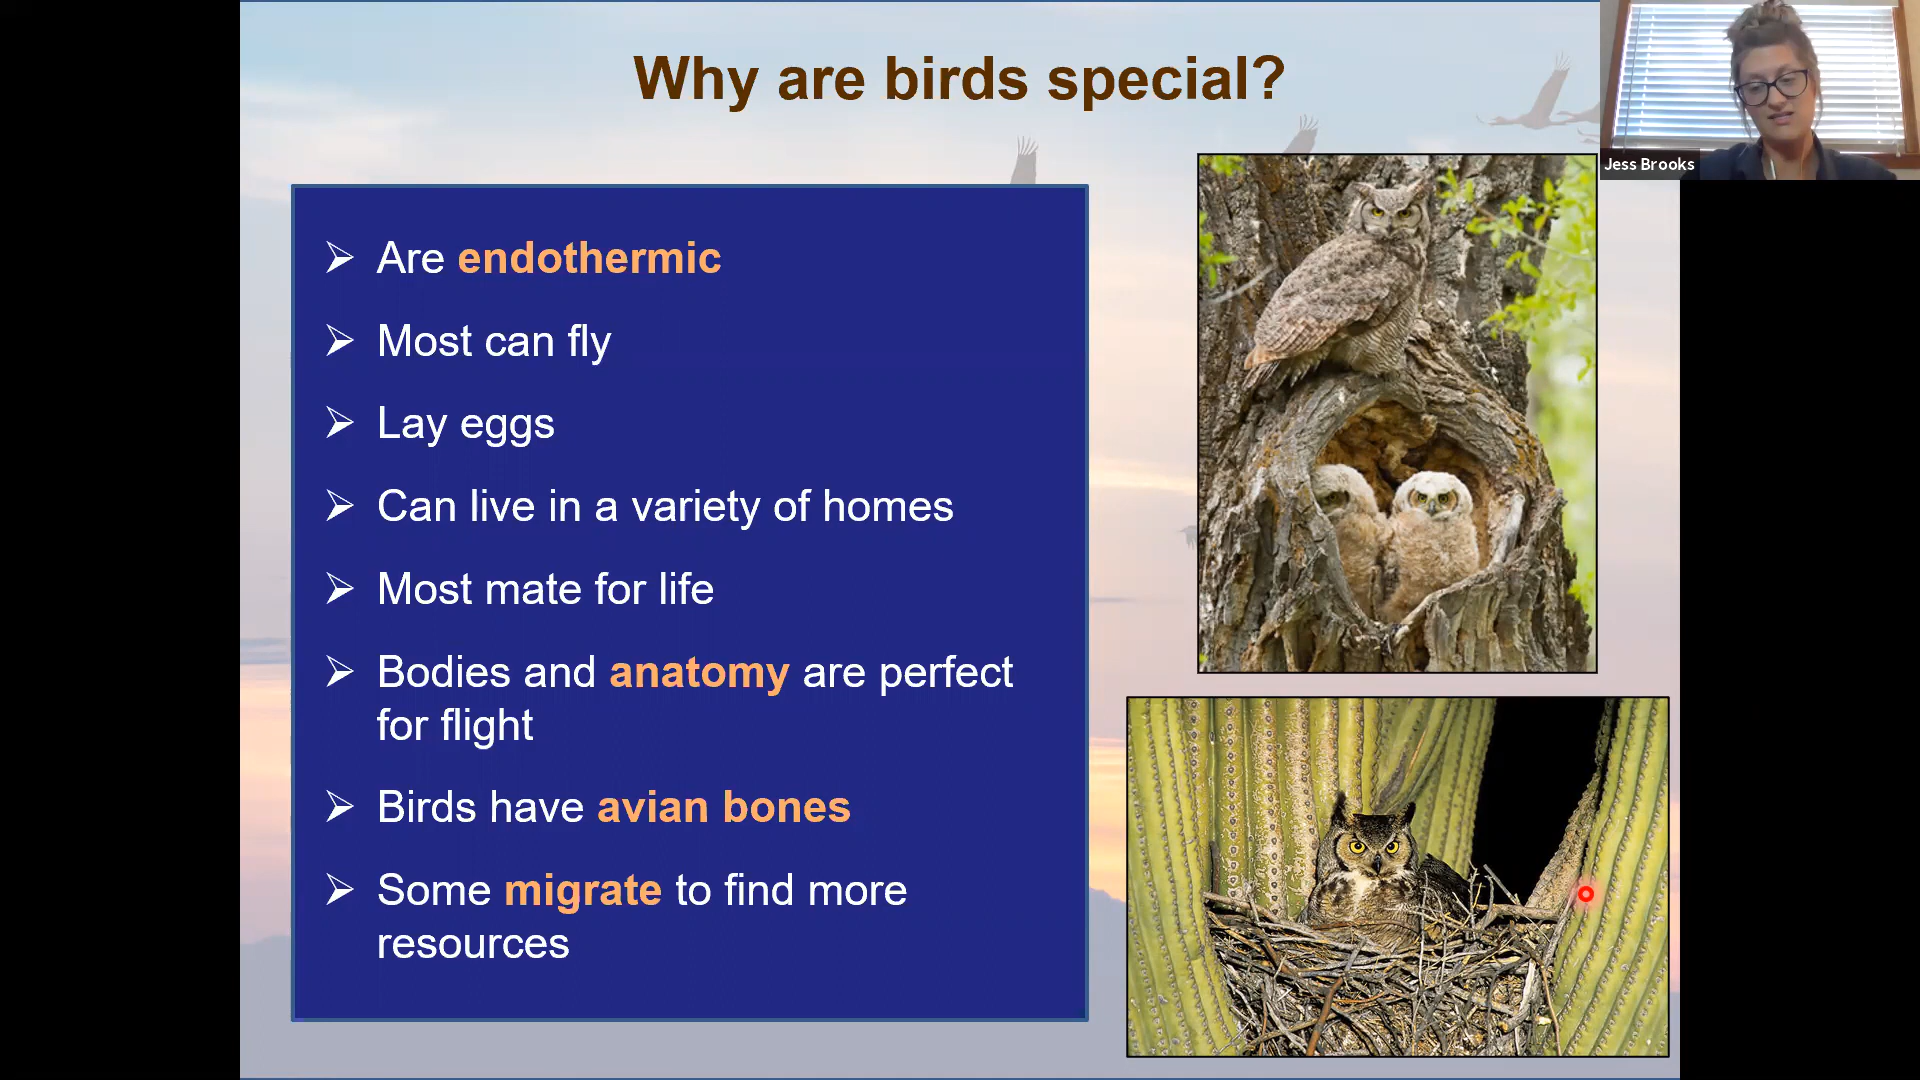 Why are birds special?
Jess Brooks
Are endothermic
Most can fly
Lay eggs
Can live in a variety of homes
Most mate for life
Bodies and anatomy are perfect
for flight
Birds have avian bones
Some migrate to find more
resources